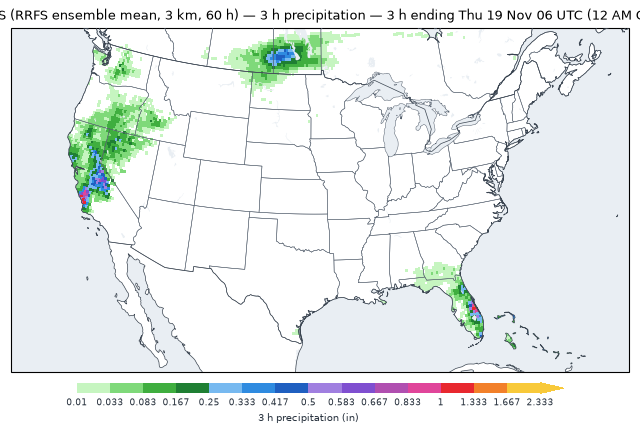 S (RRFS ensemble mean, 3 km, 60 h) — 3 h precipitation — 3 h ending Thu 19 Nov 06 UTC (12 AM
0.01 0.033 0.083 0.167 0.25 0.333 0.417 0.5 0.583 0.667 0.833 1 1.333 1.667 2.333
3 h precipitation (in)